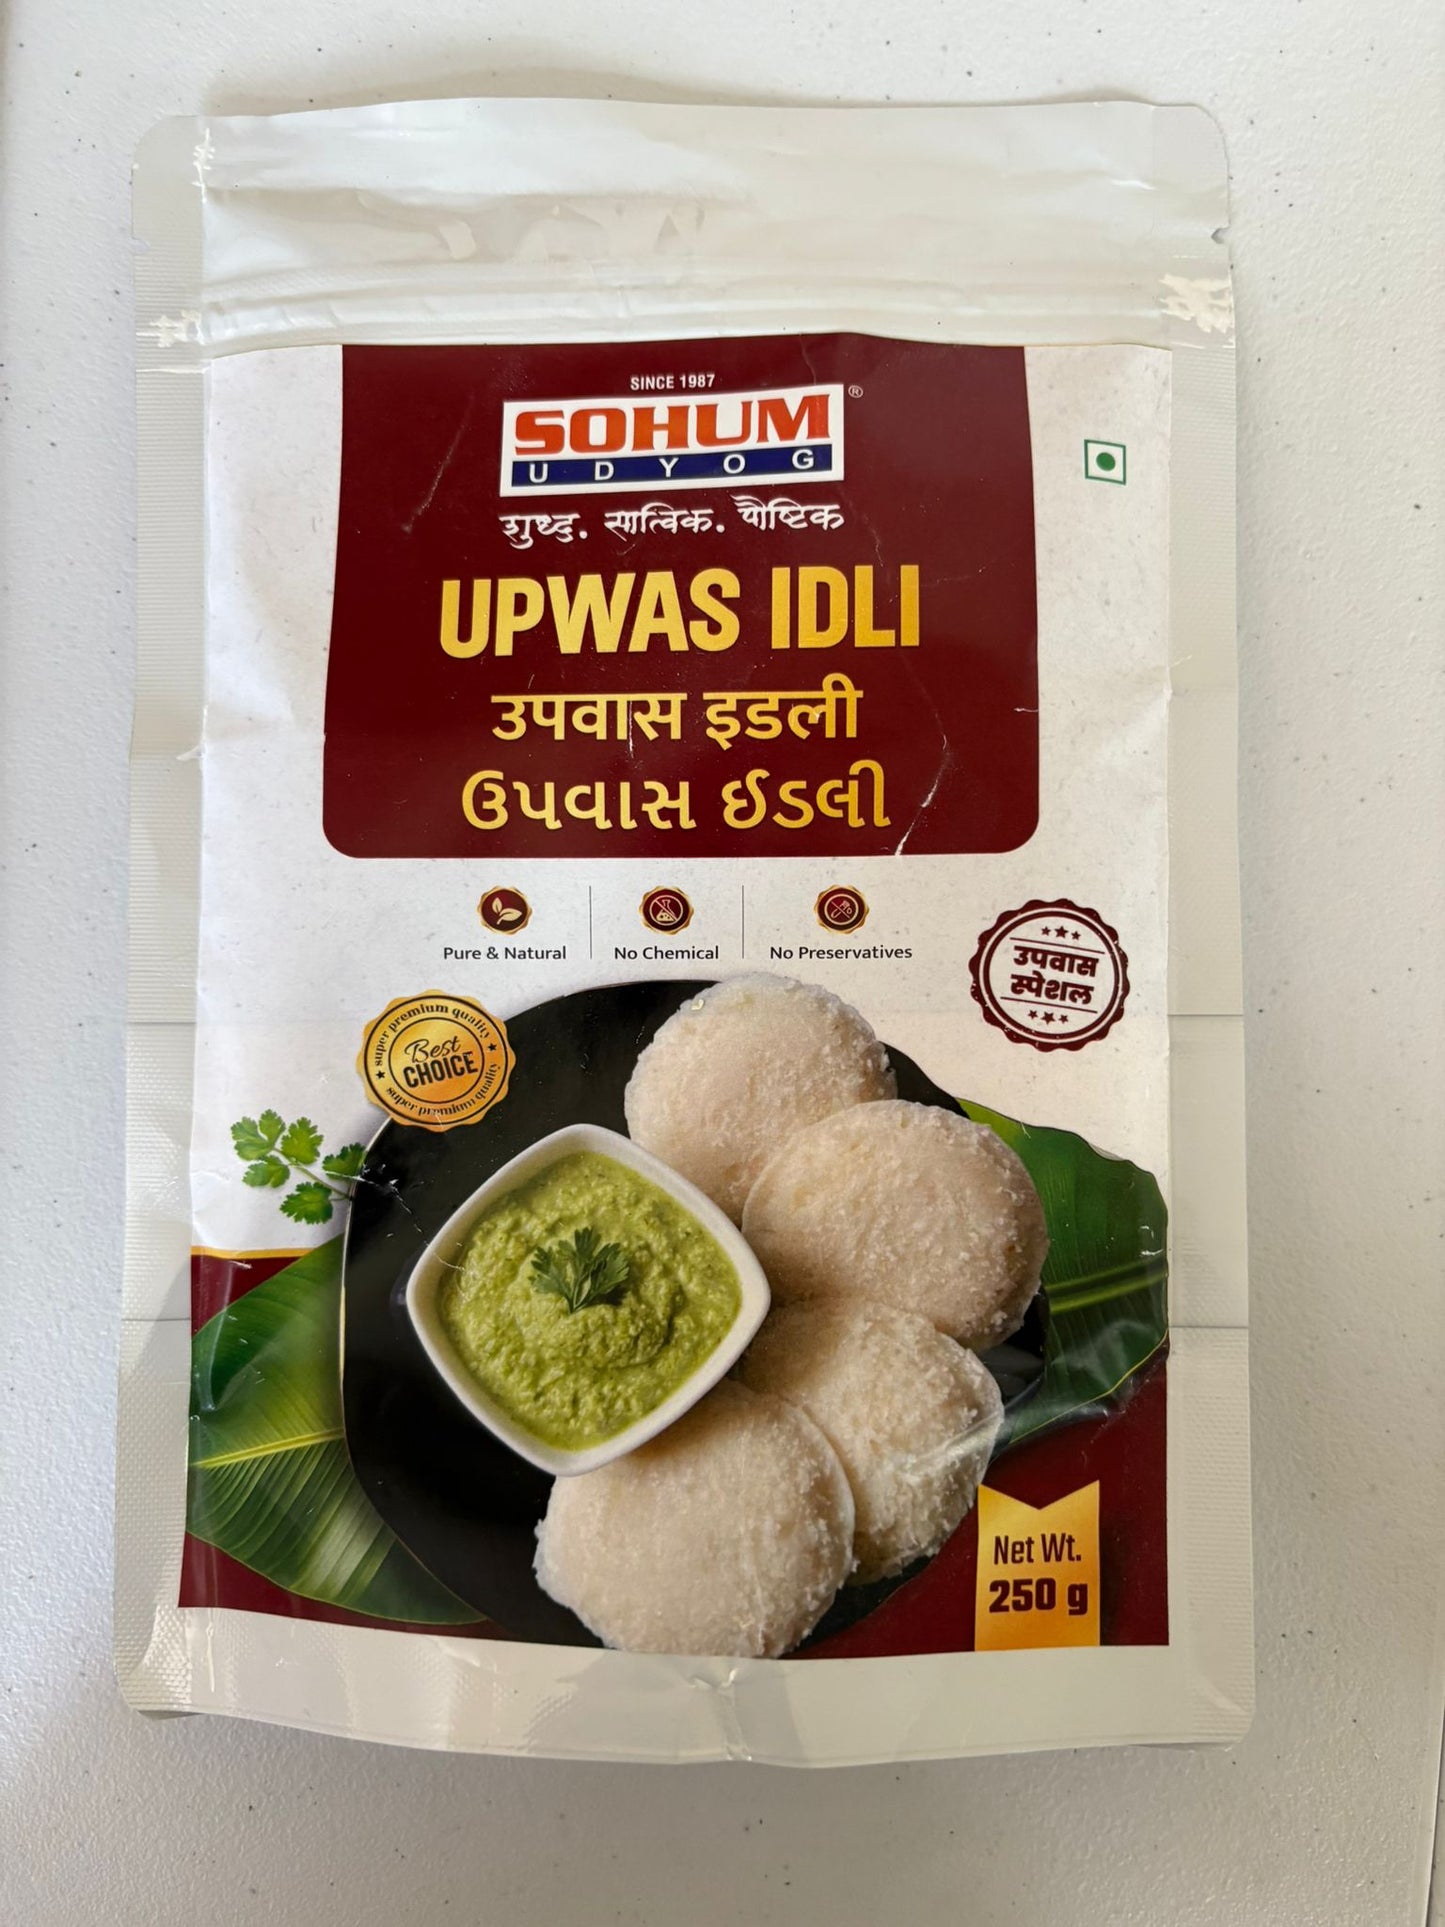 SINCE 1987
SOHUM®
UDYOG
शुध्द. सात्विक. पौष्टिक
UPWAS IDLI
उपवास इडली
ઉપવાસ ઈડલી
Pure & Natural
No Chemical
No Preservatives
उपवास
स्पेशल
super premium quality
Best
CHOICE
super premium quality
Net Wt.
250 g